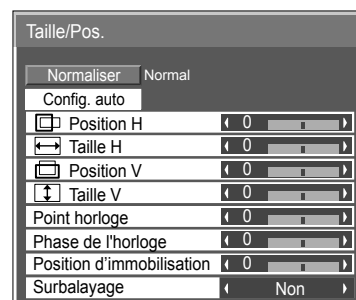 Taille/Pos.
Normaliser Normal
Config. auto
Position H 0
Taille H 0
Position V 0
Taille V 0
Point horloge 0
Phase de l'horloge 0
Position d’immobilisation 0
Surbalayage Non